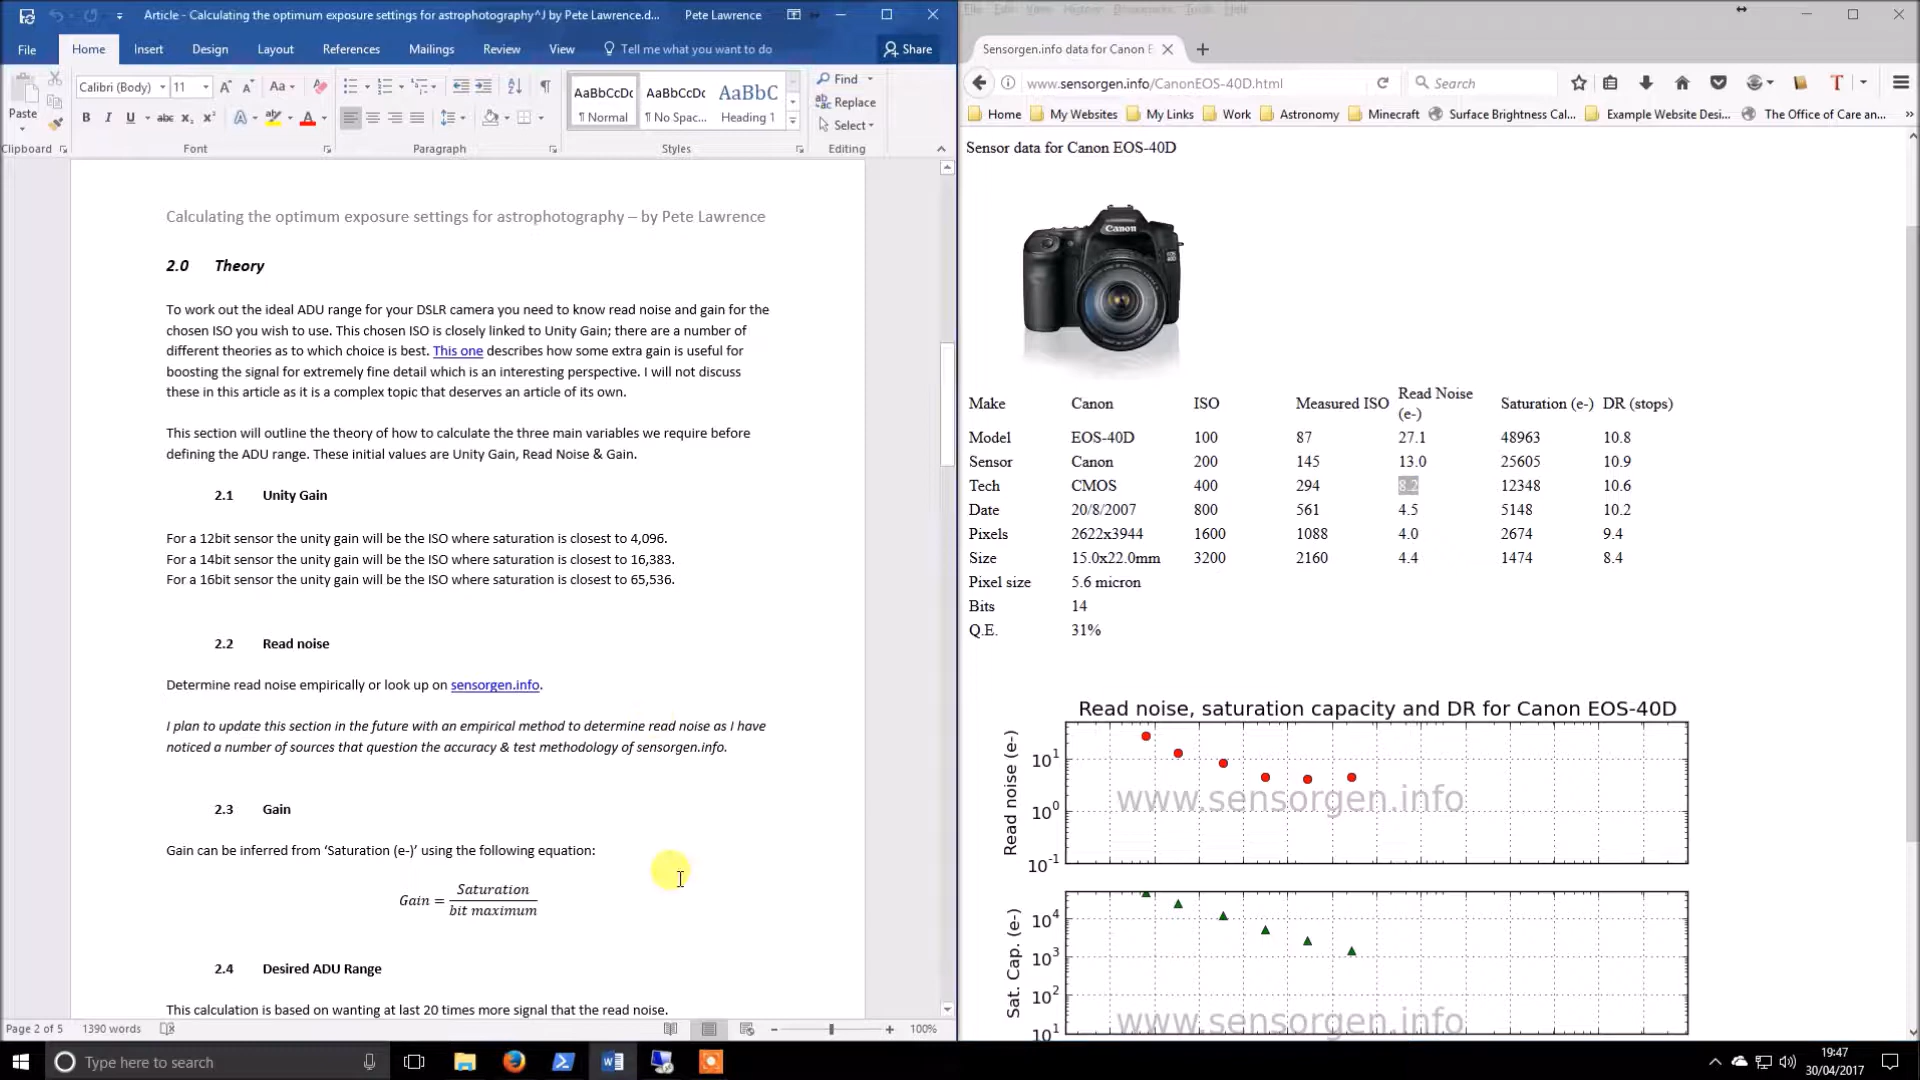 Article - Calculating the optimum exposure settings for astrophotography^J by Pete Lawrence.d...
Pete Lawrence
File
Home
Insert
Design
Layout
References
Mailings
Review
View
Tell me what you want to do
Share
Paste
Calibri (Body)
11
Aa
Find
Replace
Select
AaBbCcDc
AaBbCcDc
AaBbC
¶ Normal
¶ No Spac...
Heading 1
Clipboard
Font
Paragraph
Styles
Editing
Calculating the optimum exposure settings for astrophotography – by Pete Lawrence
2.0 Theory
To work out the ideal ADU range for your DSLR camera you need to know read noise and gain for the
chosen ISO you wish to use. This chosen ISO is closely linked to Unity Gain; there are a number of
different theories as to which choice is best. This one describes how some extra gain is useful for
boosting the signal for extremely fine detail which is an interesting perspective. I will not discuss
these in this article as it is a complex topic that deserves an article of its own.
This section will outline the theory of how to calculate the three main variables we require before
defining the ADU range. These initial values are Unity Gain, Read Noise & Gain.
2.1 Unity Gain
For a 12bit sensor the unity gain will be the ISO where saturation is closest to 4,096.
For a 14bit sensor the unity gain will be the ISO where saturation is closest to 16,383.
For a 16bit sensor the unity gain will be the ISO where saturation is closest to 65,536.
2.2 Read noise
Determine read noise empirically or look up on sensorgen.info.
I plan to update this section in the future with an empirical method to determine read noise as I have
noticed a number of sources that question the accuracy & test methodology of sensorgen.info.
2.3 Gain
Gain can be inferred from ‘Saturation (e-)’ using the following equation:
Gain = Saturation
bit maximum
2.4 Desired ADU Range
This calculation is based on wanting at last 20 times more signal that the read noise.
Page 2 of 5 1390 words
100%
File Edit View History Bookmarks Tools Help
Sensorgen.info data for Canon E
www.sensorgen.info/CanonEOS-40D.html
Search
Home
My Websites
My Links
Work
Astronomy
Minecraft
Surface Brightness Cal...
Example Website Desi...
The Office of Care an...
Sensor data for Canon EOS-40D
Canon
Make Canon ISO Measured ISO Read Noise (e-) Saturation (e-) DR (stops)
Model EOS-40D 100 87 27.1 48963 10.8
Sensor Canon 200 145 13.0 25605 10.9
Tech CMOS 400 294 8.2 12348 10.6
Date 20/8/2007 800 561 4.5 5148 10.2
Pixels 2622x3944 1600 1088 4.0 2674 9.4
Size 15.0x22.0mm 3200 2160 4.4 1474 8.4
Pixel size 5.6 micron
Bits 14
Q.E. 31%
Read noise, saturation capacity and DR for Canon EOS-40D
Read noise (e-)
10¹
10⁰
10⁻¹
www.sensorgen.info
Sat. Cap. (e-)
10⁴
10³
10²
10¹
www.sensorgen.info
Type here to search
19:47
30/04/2017